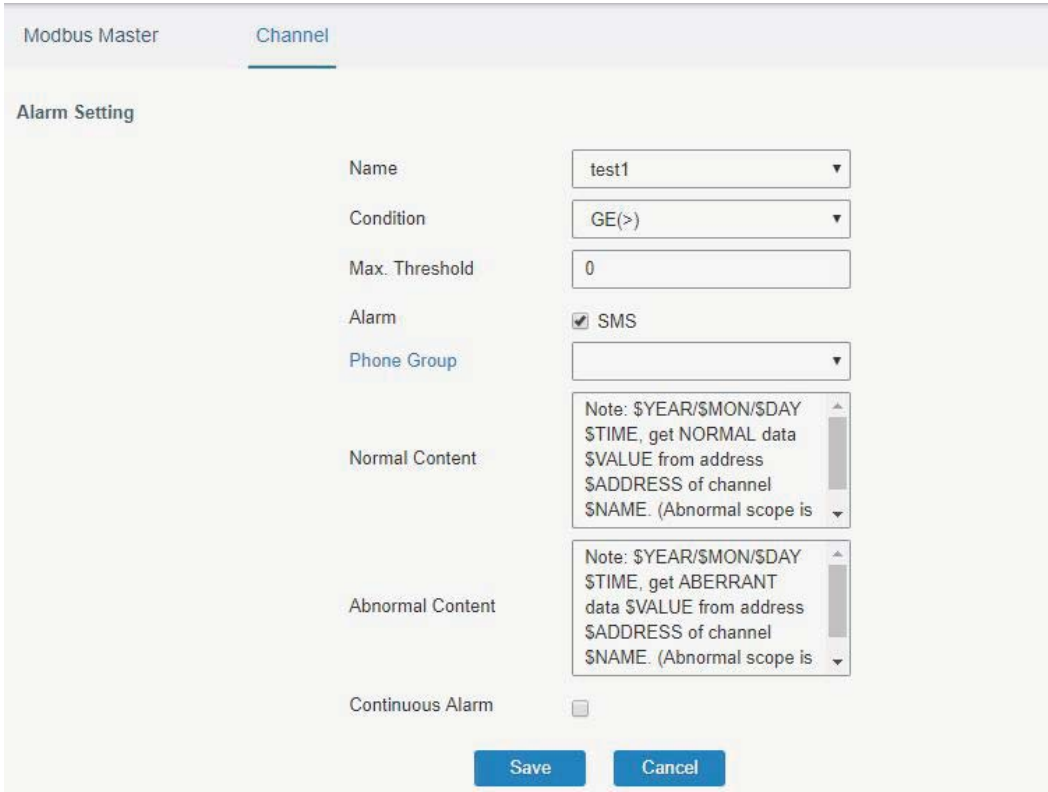 Modbus Master Channel
Alarm Setting
Name test1
Condition GE(>)
Max. Threshold 0
Alarm SMS
Phone Group
Normal Content
Note: $YEAR/$MON/$DAY
$TIME, get NORMAL data
$VALUE from address
$ADDRESS of channel
$NAME. (Abnormal scope is
Abnormal Content
Note: $YEAR/$MON/$DAY
$TIME, get ABERRANT
data $VALUE from address
$ADDRESS of channel
$NAME. (Abnormal scope is
Continuous Alarm
Save Cancel